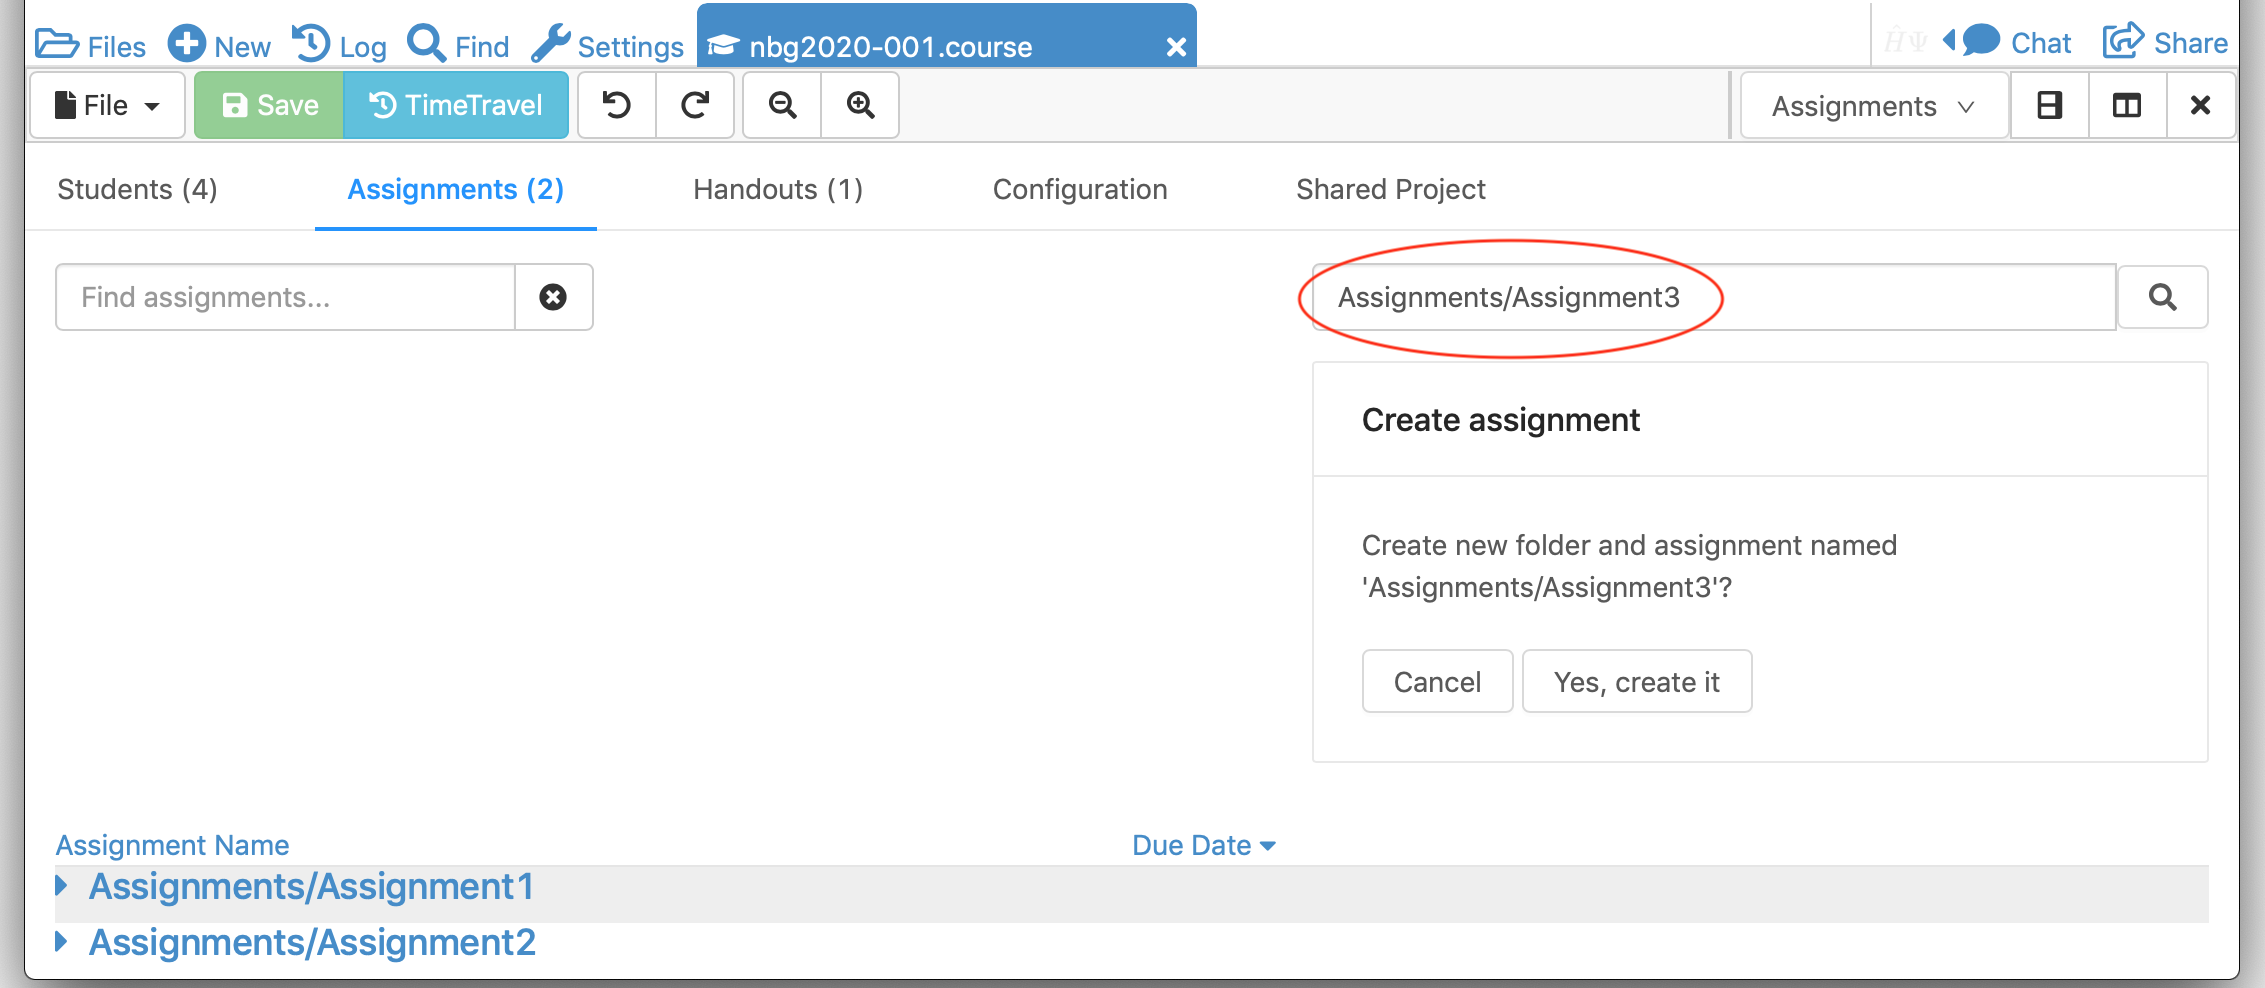 Files New Log Find Settings nbg2020-001.course ĤΨ Chat Share
File Save TimeTravel Assignments
Students (4) Assignments (2) Handouts (1) Configuration Shared Project
Find assignments... Assignments/Assignment3
Create assignment
Create new folder and assignment named
'Assignments/Assignment3'?
Cancel Yes, create it
Assignment Name Due Date
Assignments/Assignment1
Assignments/Assignment2